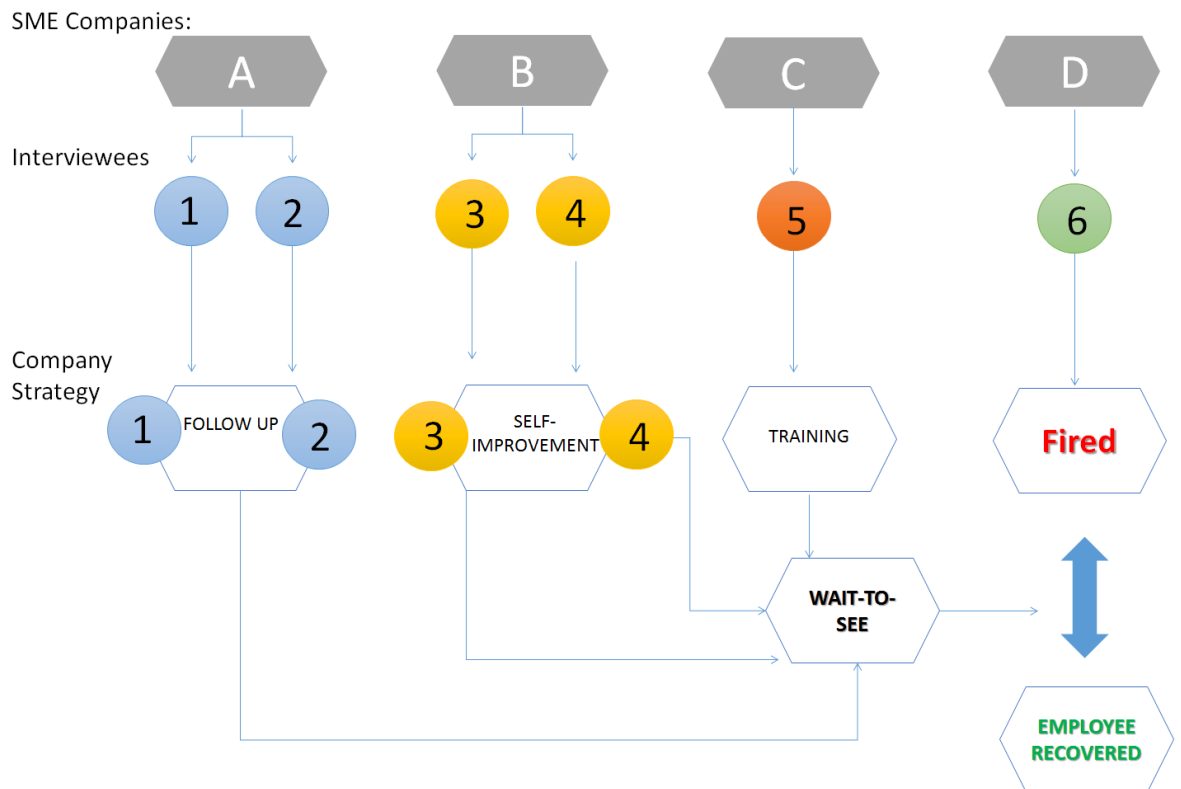 SME Companies:
A
B
C
D
Interviewees
1
2
3
4
5
6
Company
Strategy
1
FOLLOW UP
2
3
SELF-
IMPROVEMENT
4
TRAINING
Fired
WAIT-TO-
SEE
EMPLOYEE
RECOVERED